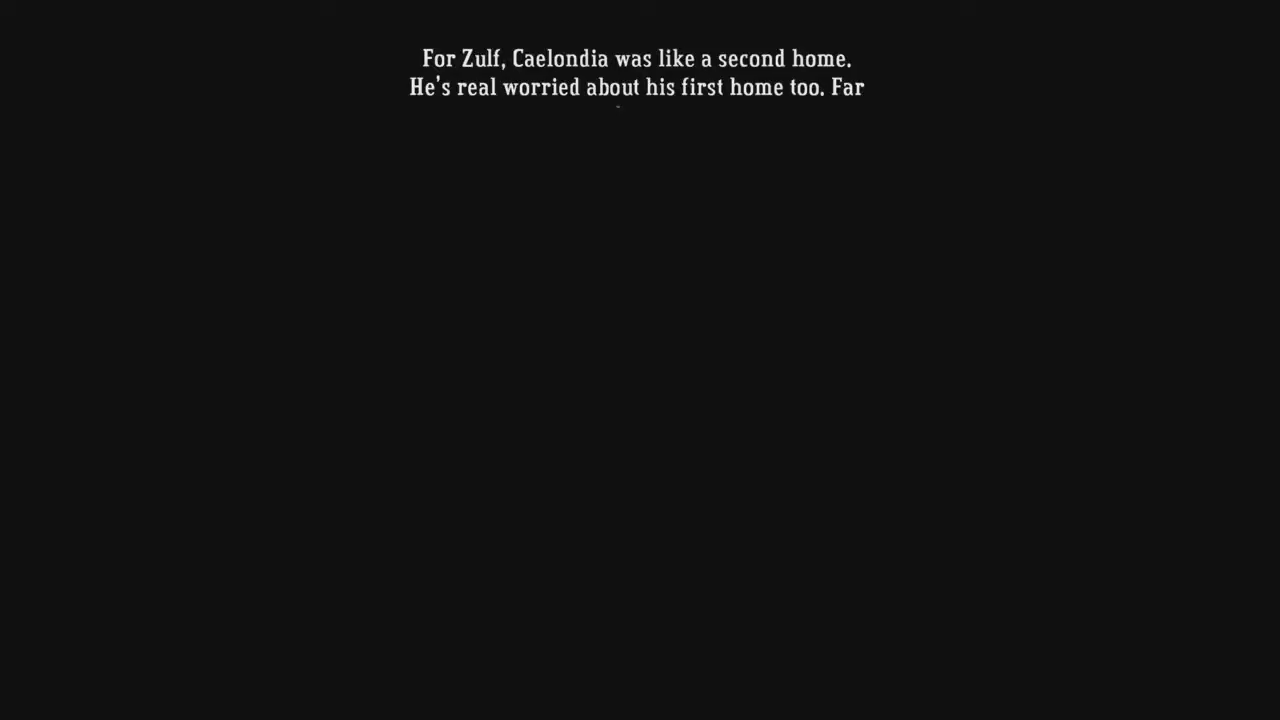 For Zulf, Caelondia was like a second home.
He's real worried about his first home too. Far